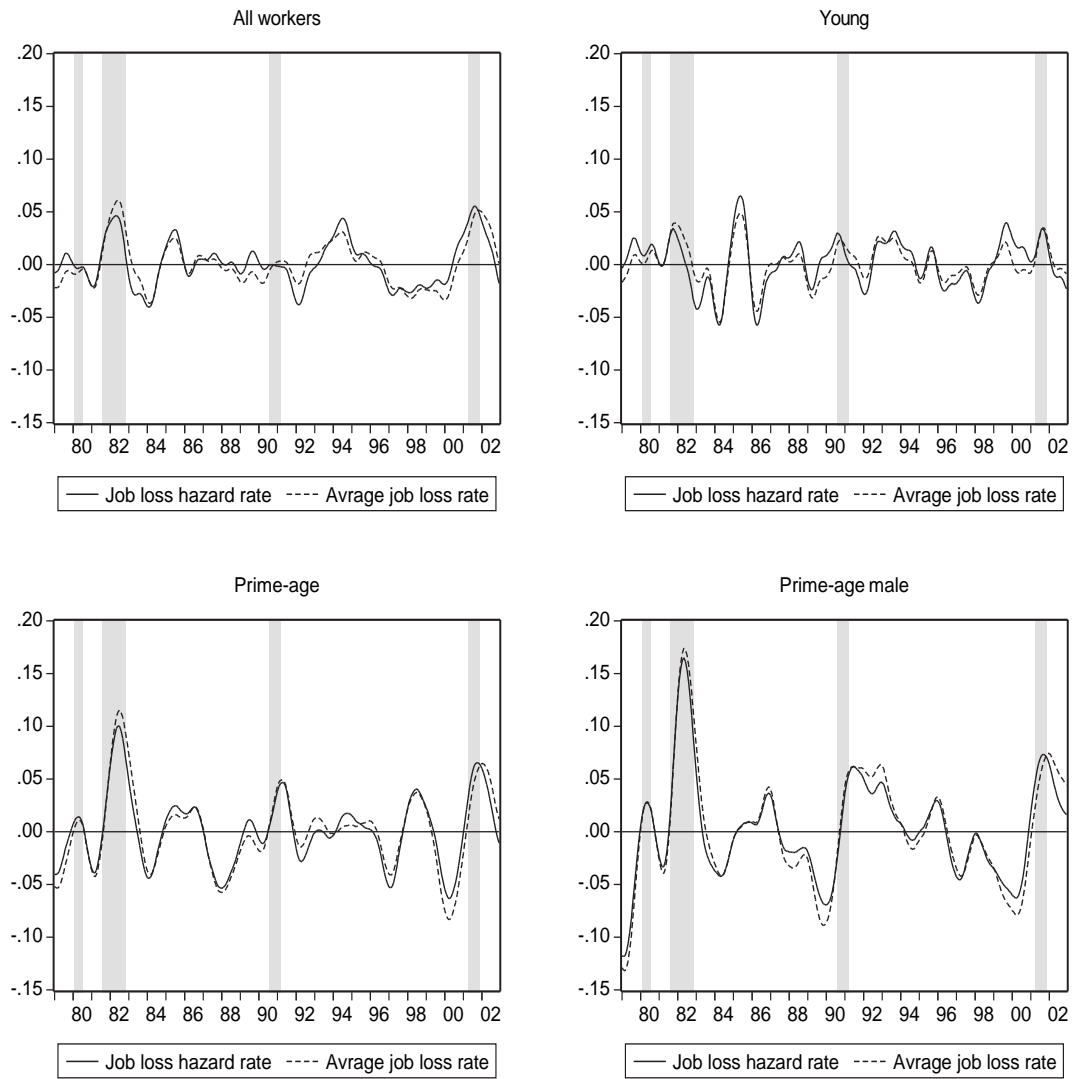 All workers
.20
.15
.10
.05
.00
-.05
-.10
-.15
80 82 84 86 88 90 92 94 96 98 00 02
Job loss hazard rate Avrage job loss rate
Young
.20
.15
.10
.05
.00
-.05
-.10
-.15
80 82 84 86 88 90 92 94 96 98 00 02
Job loss hazard rate Avrage job loss rate
Prime-age
.20
.15
.10
.05
.00
-.05
-.10
-.15
80 82 84 86 88 90 92 94 96 98 00 02
Job loss hazard rate Avrage job loss rate
Prime-age male
.20
.15
.10
.05
.00
-.05
-.10
-.15
80 82 84 86 88 90 92 94 96 98 00 02
Job loss hazard rate Avrage job loss rate